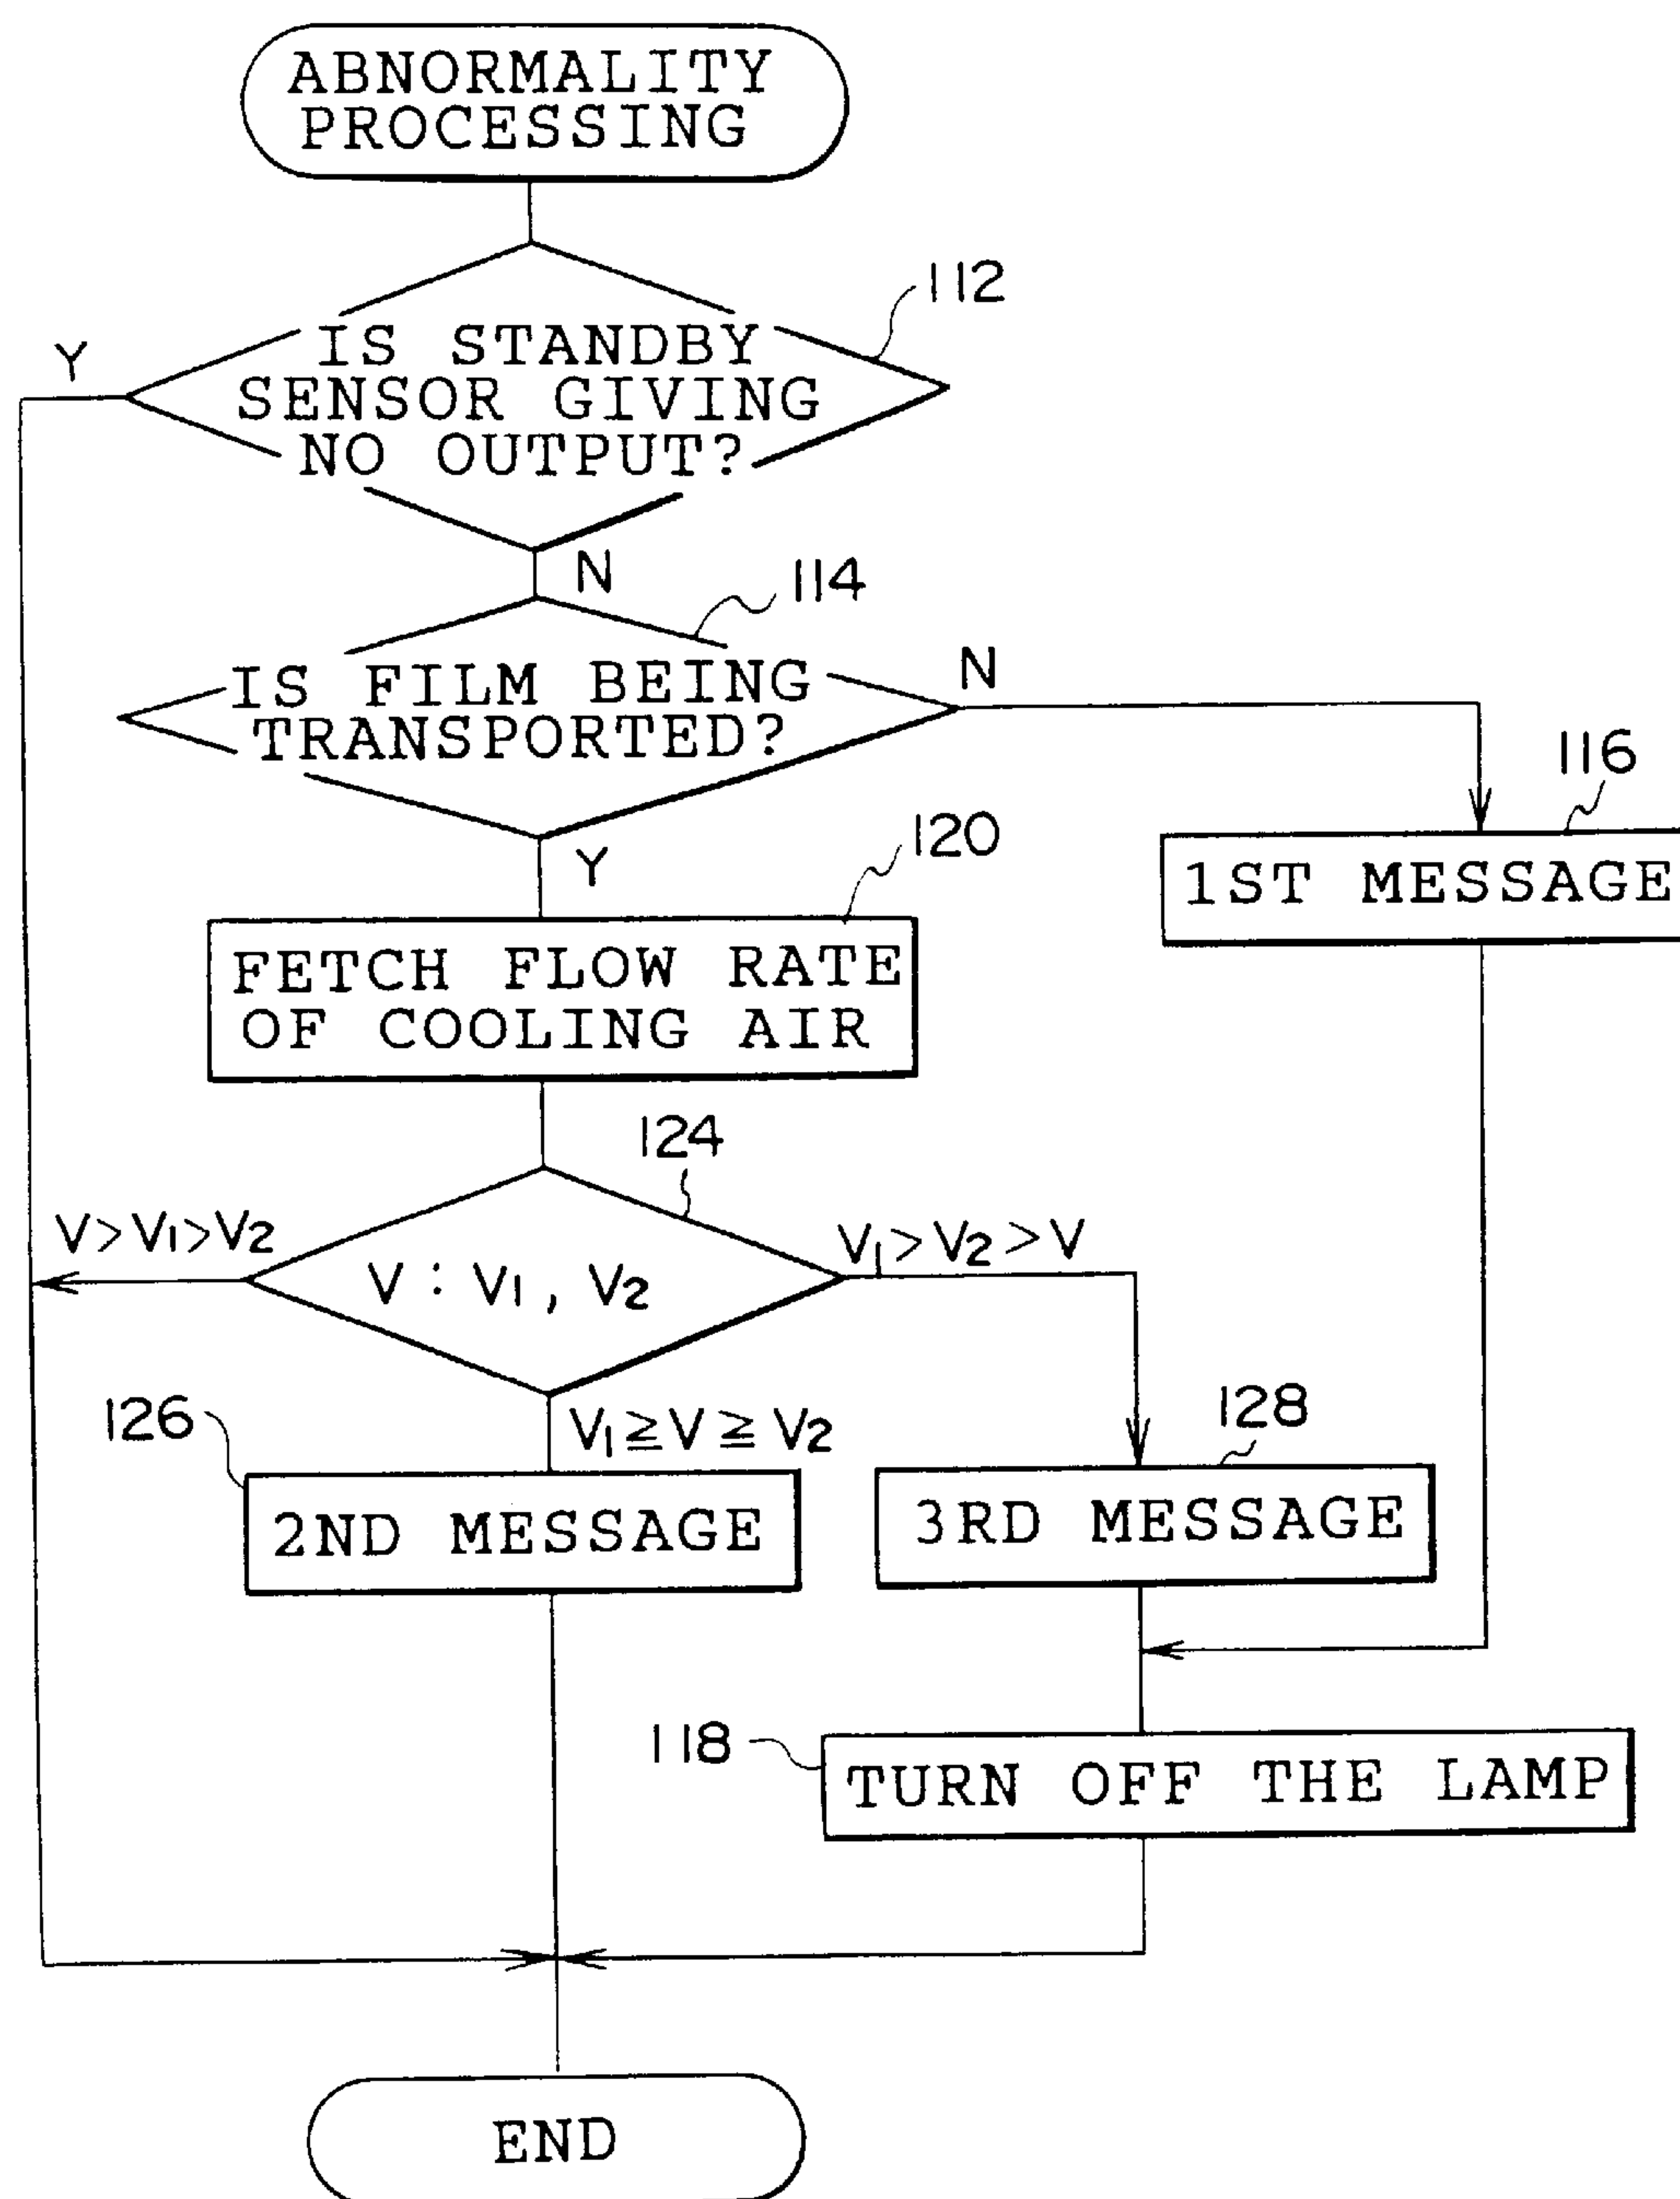 ABNORMALITY
PROCESSING
112
Y
IS STANDBY
SENSOR GIVING
NO OUTPUT?
N
114
IS FILM BEING
TRANSPORTED?
N
116
1ST MESSAGE
Y
120
FETCH FLOW RATE
OF COOLING AIR
124
V>V1>V2
V : V1, V2
V1>V2>V
126
V1≧V≧V2
128
2ND MESSAGE
3RD MESSAGE
118
TURN OFF THE LAMP
END